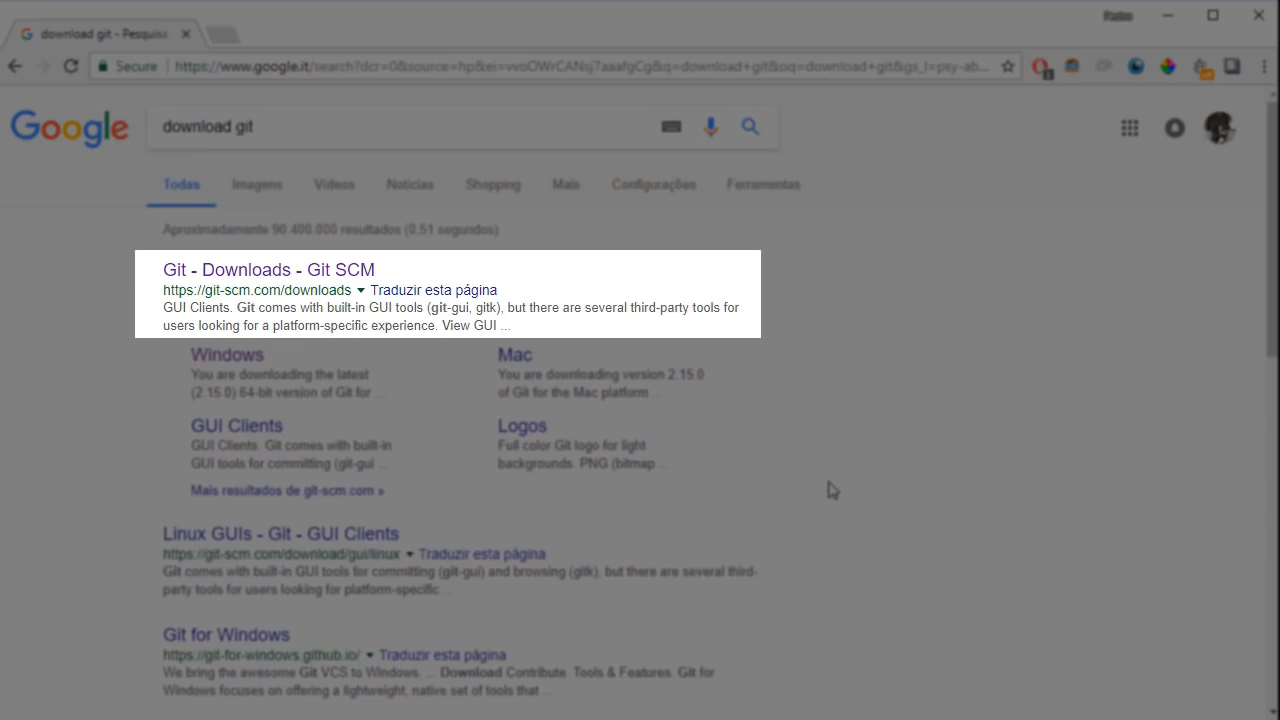 download git - Pesquis
Secure https://www.google.it/search?dcr=0&source=hp&ei=vvoOWrCANsj7aaafgCg&q=download+git&oq=download+git&gs_l=psy-ab...
Google
download git
Todas Imagens Vídeos Notícias Shopping Mais Configurações Ferramentas
Aproximadamente 90.400.000 resultados (0,51 segundos)
Git - Downloads - Git SCM
https://git-scm.com/downloads Traduzir esta página
GUI Clients. Git comes with built-in GUI tools (git-gui, gitk), but there are several third-party tools for
users looking for a platform-specific experience. View GUI ...
Windows
You are downloading the latest
(2.15.0) 64-bit version of Git for ...
Mac
You are downloading version 2.15.0
of Git for the Mac platform ...
GUI Clients
GUI Clients. Git comes with built-in
GUI tools for committing (git-gui ...
Logos
Full color Git logo for light
backgrounds. PNG (bitmap ...
Mais resultados de git-scm.com »
Linux GUIs - Git - GUI Clients
https://git-scm.com/download/gui/linux Traduzir esta página
Git comes with built-in GUI tools for committing (git-gui) and browsing (gitk), but there are several third-
party tools for users looking for platform-specific ...
Git for Windows
https://git-for-windows.github.io/ Traduzir esta página
We bring the awesome Git VCS to Windows. ... Download Contribute. Tools & Features. Git for
Windows focuses on offering a lightweight, native set of tools that ...